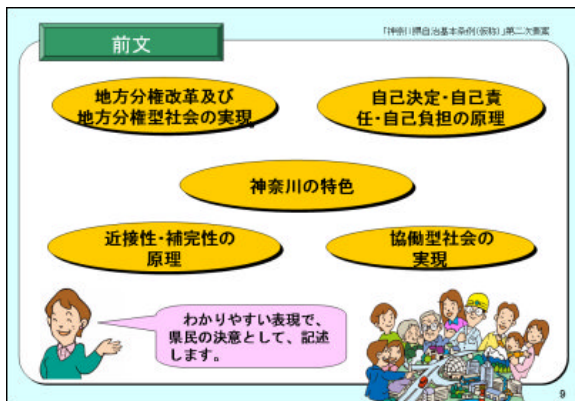 「神奈川県自治基本条例(仮称)」第二次素案
前文
地方分権改革及び
地方分権型社会の実現
自己決定・自己責
任・自己負担の原理
神奈川の特色
近接性・補完性の
原理
協働型社会の
実現
わかりやすい表現で、
県民の決意として、記述
します。
9